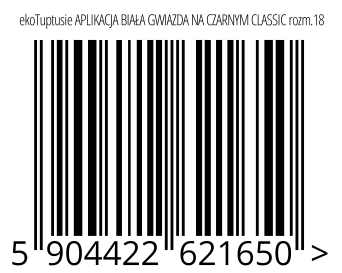 ekoTuptusie APLIKACJA BIAŁA GWIAZDA NA CZARNYM CLASSIC rozm.18
5 904422 621650 >